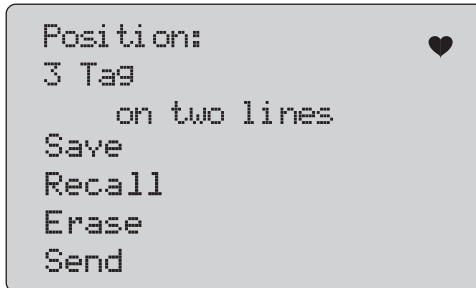 Position:
3 Tag
on two lines
Save
Recall
Erase
Send